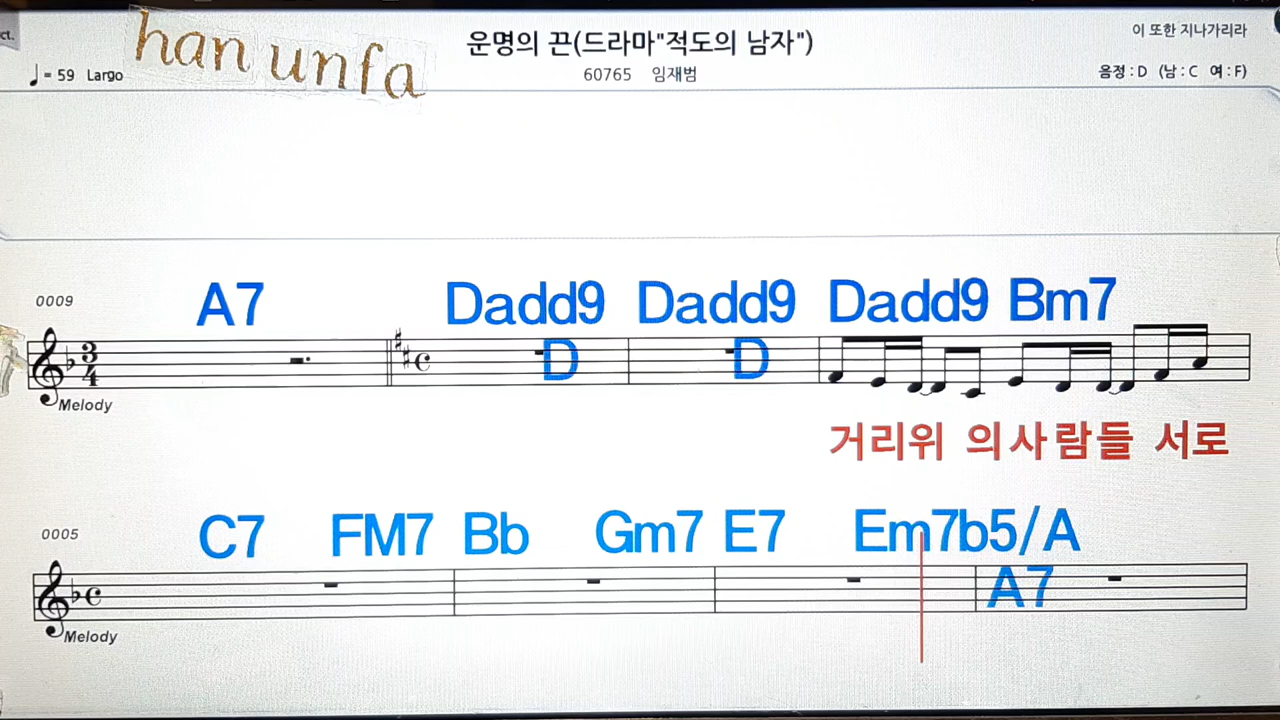 ct.
han unfa
운명의 끈(드라마"적도의 남자")
이 또한 지나가리라
♩= 59 Largo
60765 임재범
음정 : D (남 : C 여 : F)
0009
A7 Dadd9 Dadd9 Dadd9 Bm7
3
4
D D
Melody
거리위 의사람들 서로
0005
C7 FM7 Bb Gm7 E7 Em7b5/A
A7
Melody